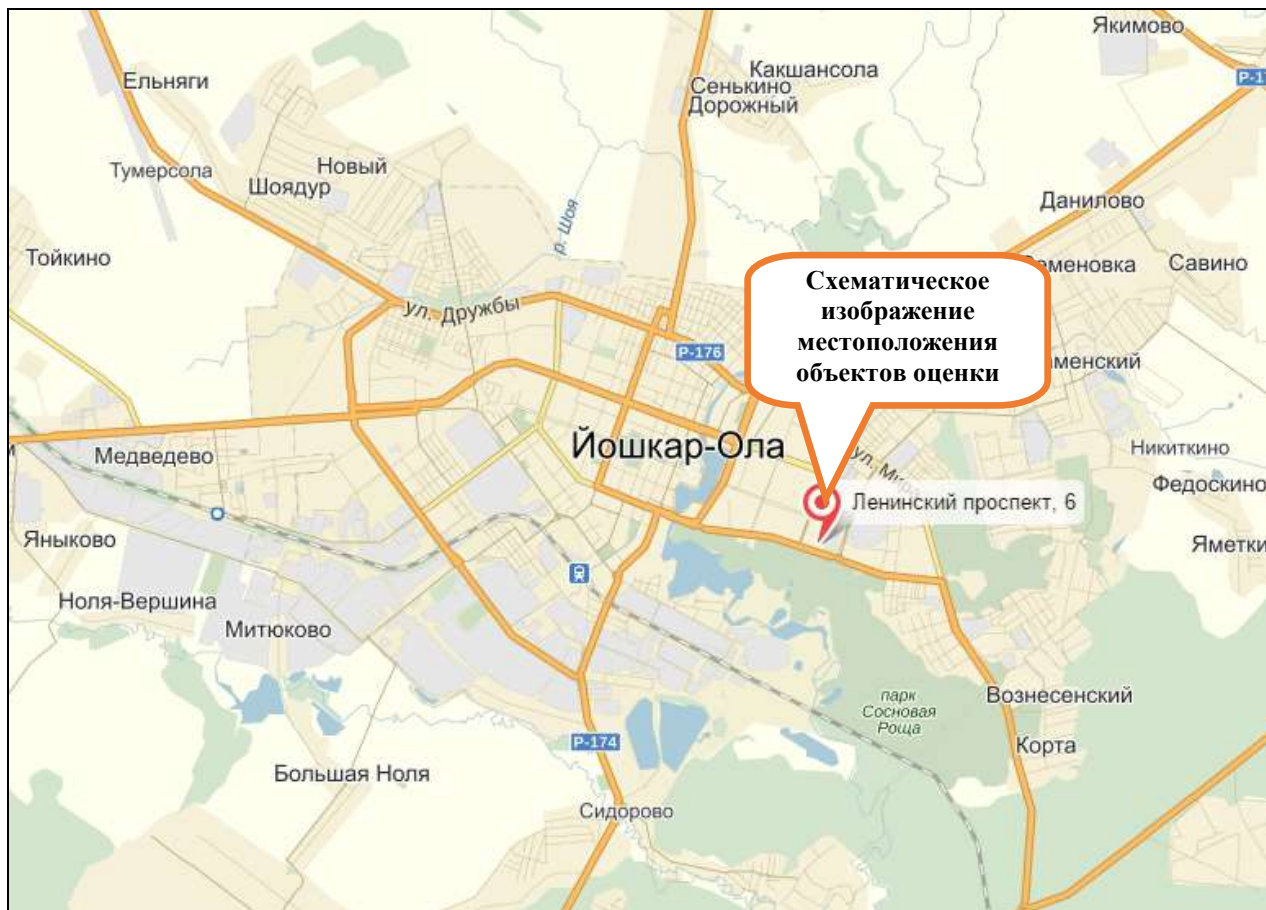 Якимово
Какшансола
Сенькино
Дорожный
Ельняги
Р-17
Новый
Тумерсола
Шоядур
Данилово
р. Шоя
Тойкино
Савино
Схематическое
изображение
местоположения
объектов оценки
ул. Дружбы
Р-176
Йошкар-Ола
Медведево
Никиткино
Ленинский проспект, 6
Федоскино
Яныково
Яметки
Ноля-Вершина
Митюково
парк
Сосновая
Роща
Вознесенский
Р-174
Корта
Большая Ноля
Сидорово